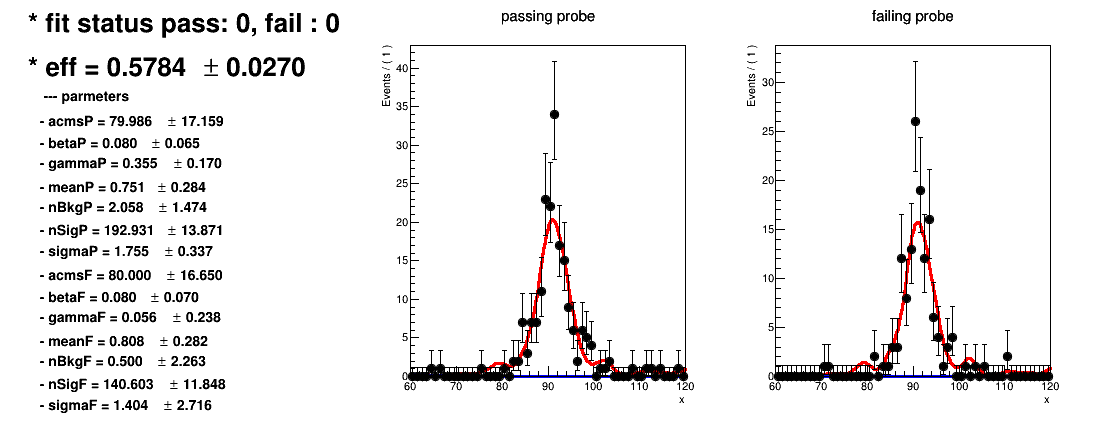 * fit status pass: 0, fail : 0
* eff = 0.5784 ± 0.0270
--- parmeters
- acmsP = 79.986 ± 17.159
- betaP = 0.080 ± 0.065
- gammaP = 0.355 ± 0.170
- meanP = 0.751 ± 0.284
- nBkgP = 2.058 ± 1.474
- nSigP = 192.931 ± 13.871
- sigmaP = 1.755 ± 0.337
- acmsF = 80.000 ± 16.650
- betaF = 0.080 ± 0.070
- gammaF = 0.056 ± 0.238
- meanF = 0.808 ± 0.282
- nBkgF = 0.500 ± 2.263
- nSigF = 140.603 ± 11.848
- sigmaF = 1.404 ± 2.716
passing probe
Events / ( 1 )
40
35
30
25
20
15
10
5
0
60 70 80 90 100 110 120
x
failing probe
Events / ( 1 )
30
25
20
15
10
5
0
60 70 80 90 100 110 120
x